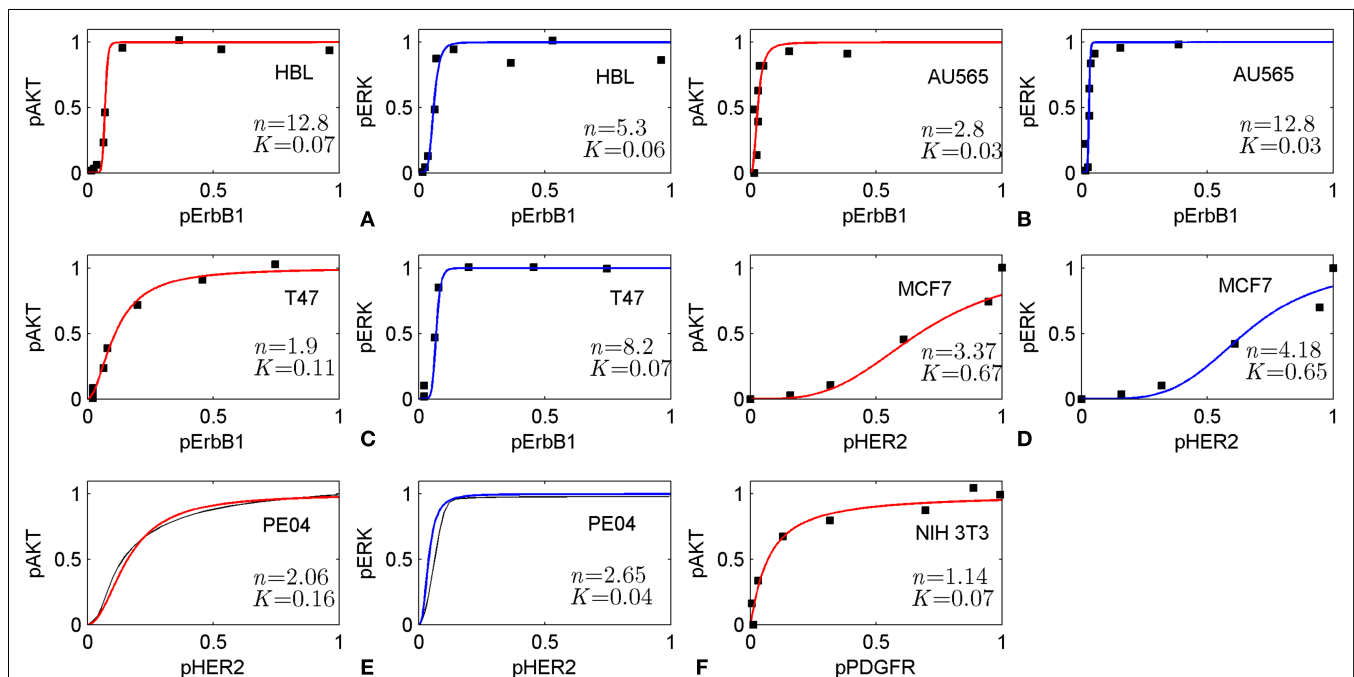 1
0.5
0
pAKT
HBL
n=12.8
K=0.07
0 0.5 1
pErbB1
1
0.5
0
pERK
HBL
n=5.3
K=0.06
0 0.5 1
pErbB1
A
1
0.5
0
pAKT
AU565
n=2.8
K=0.03
0 0.5 1
pErbB1
1
0.5
0
pERK
AU565
n=12.8
K=0.03
0 0.5 1
pErbB1
B
1
0.5
0
pAKT
T47
n=1.9
K=0.11
0 0.5 1
pErbB1
1
0.5
0
pERK
T47
n=8.2
K=0.07
0 0.5 1
pErbB1
C
1
0.5
0
pAKT
MCF7
n=3.37
K=0.67
0 0.5 1
pHER2
1
0.5
0
pERK
MCF7
n=4.18
K=0.65
0 0.5 1
pHER2
D
1
0.5
0
pAKT
PE04
n=2.06
K=0.16
0 0.5 1
pHER2
1
0.5
0
pERK
PE04
n=2.65
K=0.04
0 0.5 1
pHER2
E
1
0.5
0
pAKT
NIH 3T3
n=1.14
K=0.07
0 0.5 1
pPDGFR
F